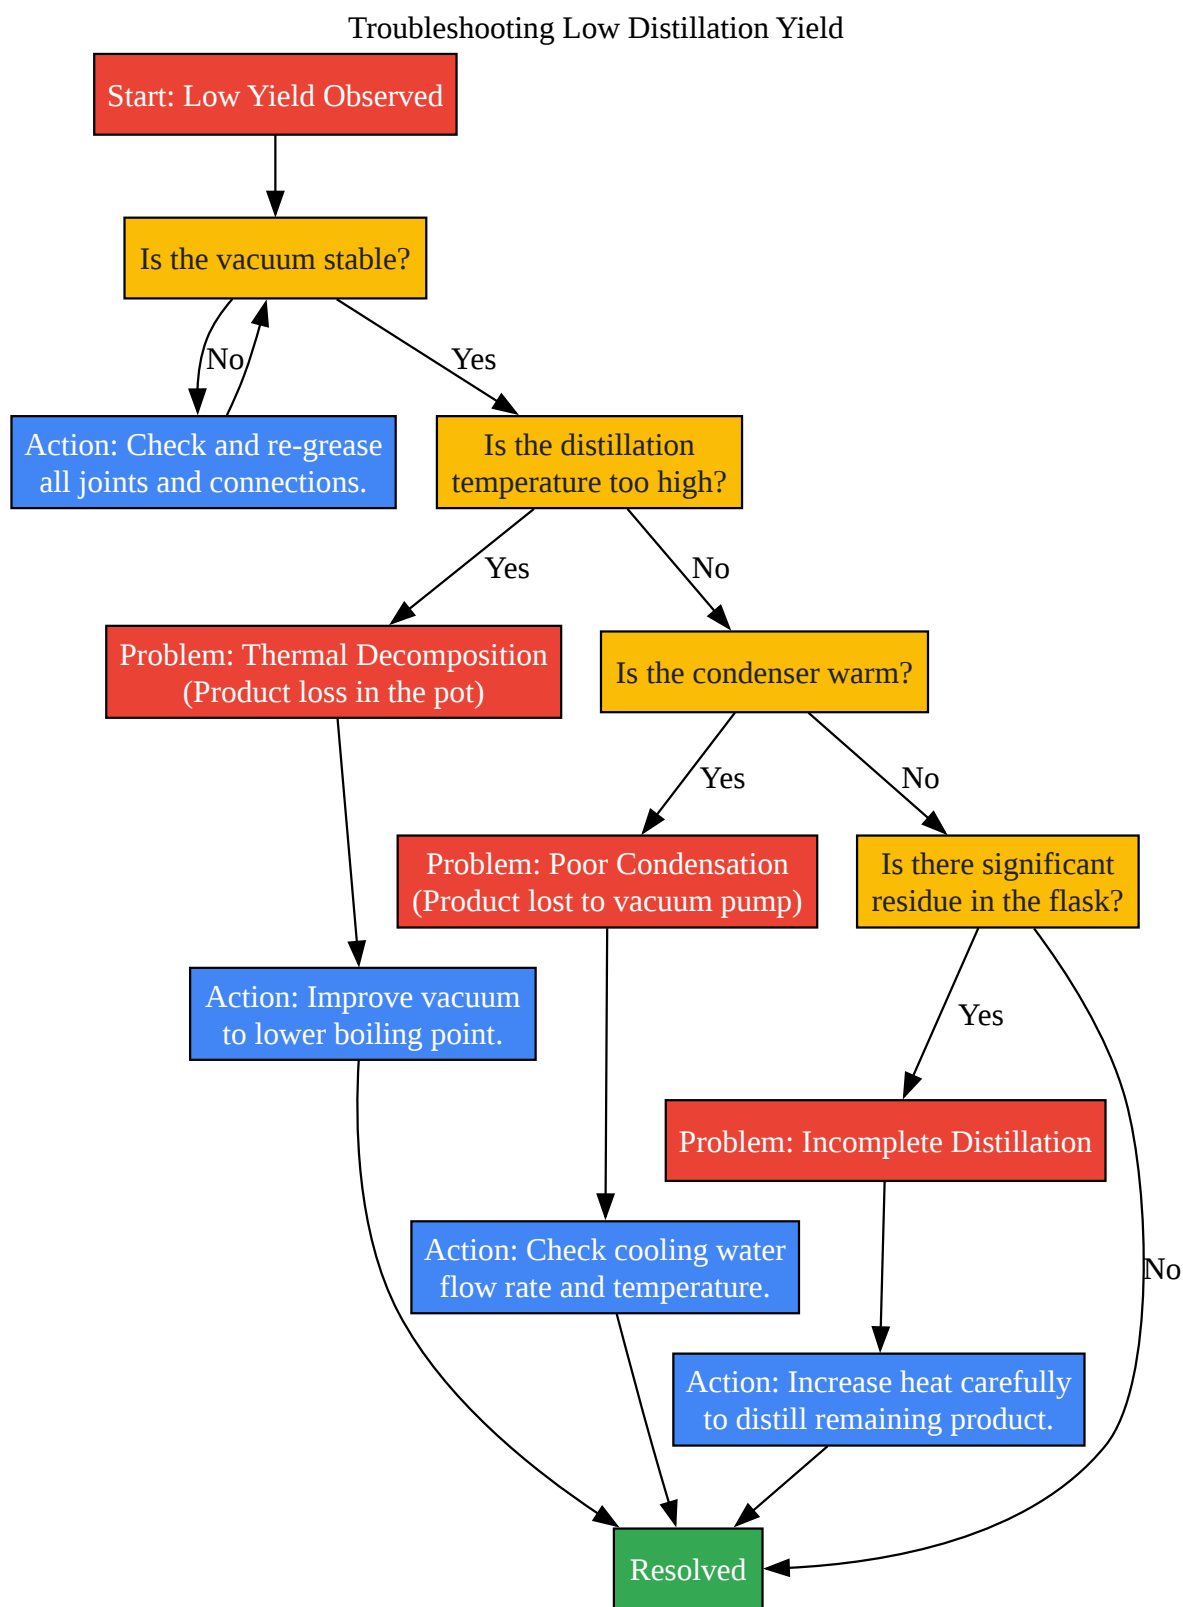 Troubleshooting Low Distillation Yield
Start: Low Yield Observed
Is the vacuum stable?
No
Yes
Action: Check and re-grease
all joints and connections.
Is the distillation
temperature too high?
Yes
No
Problem: Thermal Decomposition
(Product loss in the pot)
Is the condenser warm?
Yes
No
Problem: Poor Condensation
(Product lost to vacuum pump)
Is there significant
residue in the flask?
Action: Improve vacuum
to lower boiling point.
Yes
Problem: Incomplete Distillation
Action: Check cooling water
flow rate and temperature.
No
Action: Increase heat carefully
to distill remaining product.
Resolved